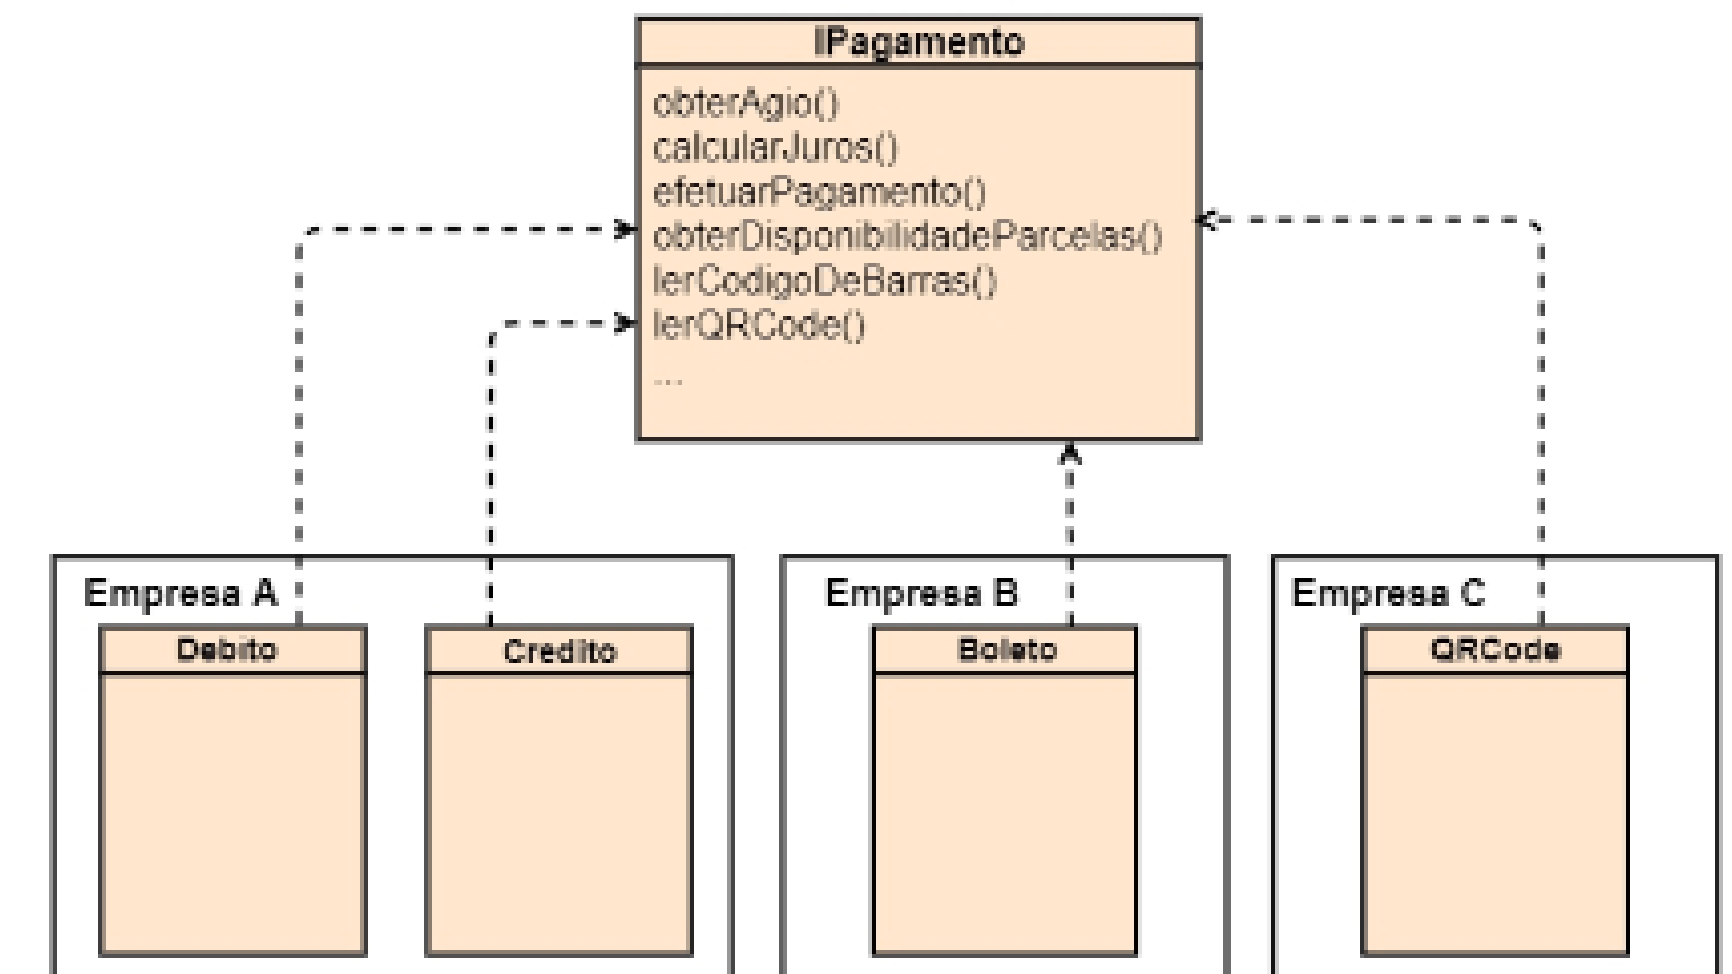 IPagamento
obterAgio()
calcularJuros()
efetuarPagamento()
obterDisponibilidadeParcelas()
lerCodigoDeBarras()
lerQRCode()
...
Empresa A
Debito
Credito
Empresa B
Boleto
Empresa C
QRCode